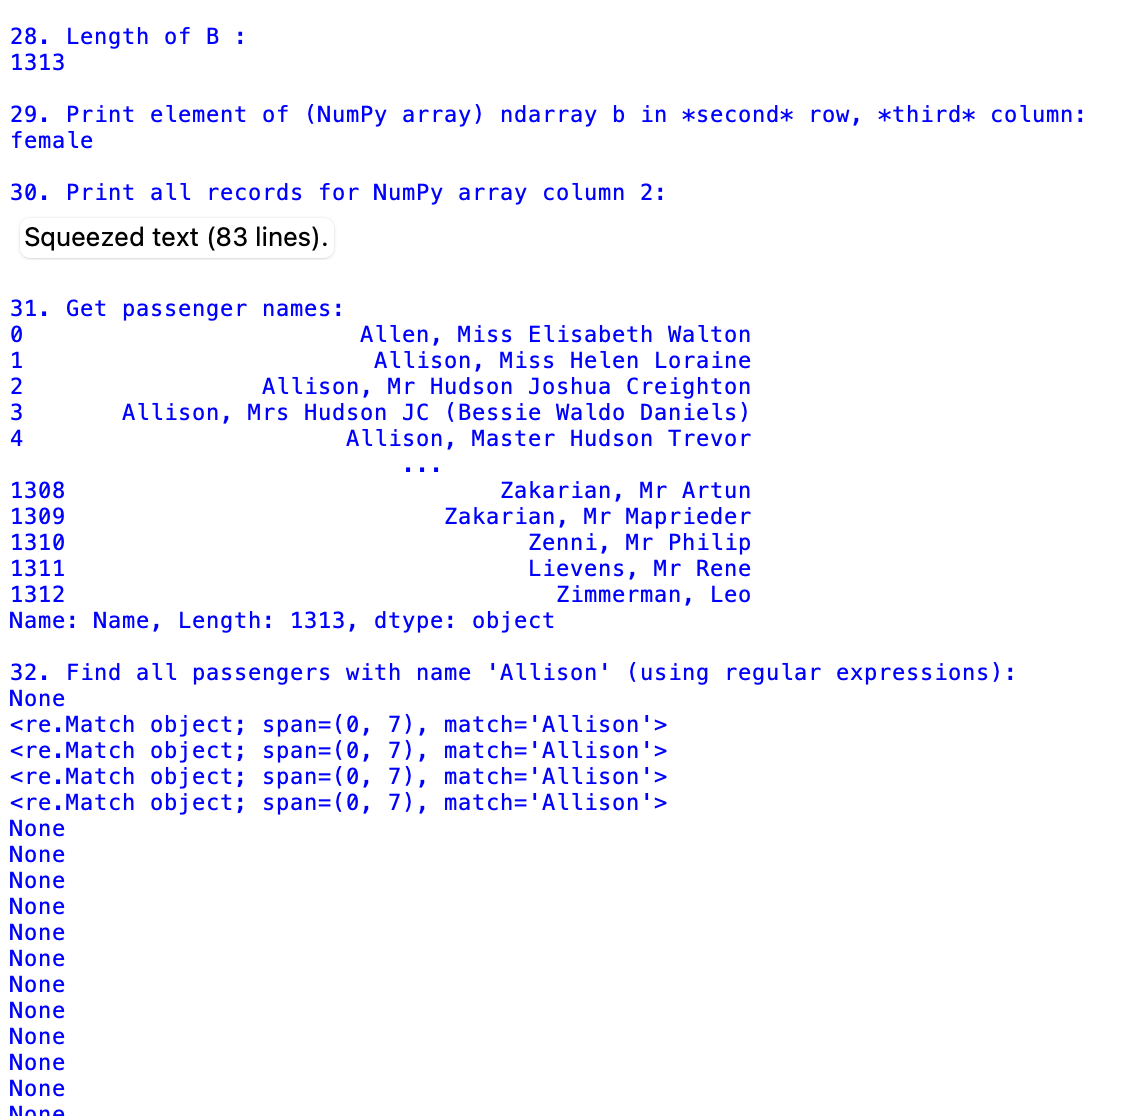 28. Length of B :
1313
29. Print element of (NumPy array) ndarray b in *second* row, *third* column:
female
30. Print all records for NumPy array column 2:
Squeezed text (83 lines).
31. Get passenger names:
0 Allen, Miss Elisabeth Walton
1 Allison, Miss Helen Loraine
2 Allison, Mr Hudson Joshua Creighton
3 Allison, Mrs Hudson JC (Bessie Waldo Daniels)
4 Allison, Master Hudson Trevor
...
1308 Zakarian, Mr Artun
1309 Zakarian, Mr Maprieder
1310 Zenni, Mr Philip
1311 Lievens, Mr Rene
1312 Zimmerman, Leo
Name: Name, Length: 1313, dtype: object
32. Find all passengers with name 'Allison' (using regular expressions):
None
<re.Match object; span=(0, 7), match='Allison'>
<re.Match object; span=(0, 7), match='Allison'>
<re.Match object; span=(0, 7), match='Allison'>
<re.Match object; span=(0, 7), match='Allison'>
None
None
None
None
None
None
None
None
None
None
None
None